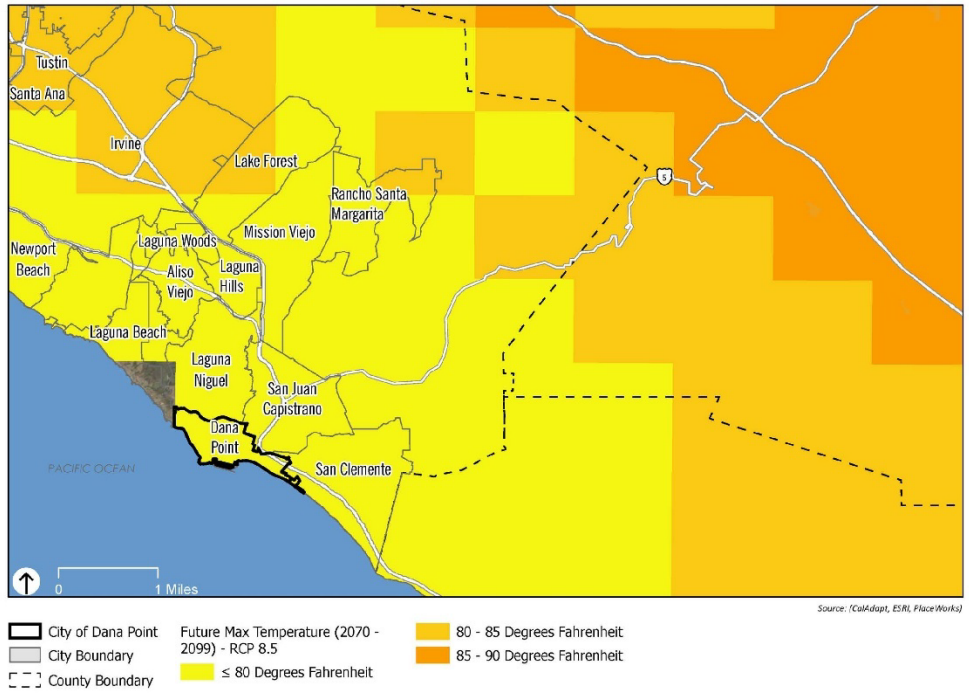 Tustin
Santa Ana
Irvine
Lake Forest
Rancho Santa
Margarita
5
Mission Viejo
Laguna Woods
Newport
Beach
Aliso
Viejo
Laguna
Hills
Laguna Beach
Laguna
Niguel
San Juan
Capistrano
Dana
Point
San Clemente
PACIFIC OCEAN
0 1 Miles
Source: (CalAdapt, ESRI, PlaceWorks)
City of Dana Point
City Boundary
County Boundary
Future Max Temperature (2070 -
2099) - RCP 8.5
≤ 80 Degrees Fahrenheit
80 - 85 Degrees Fahrenheit
85 - 90 Degrees Fahrenheit